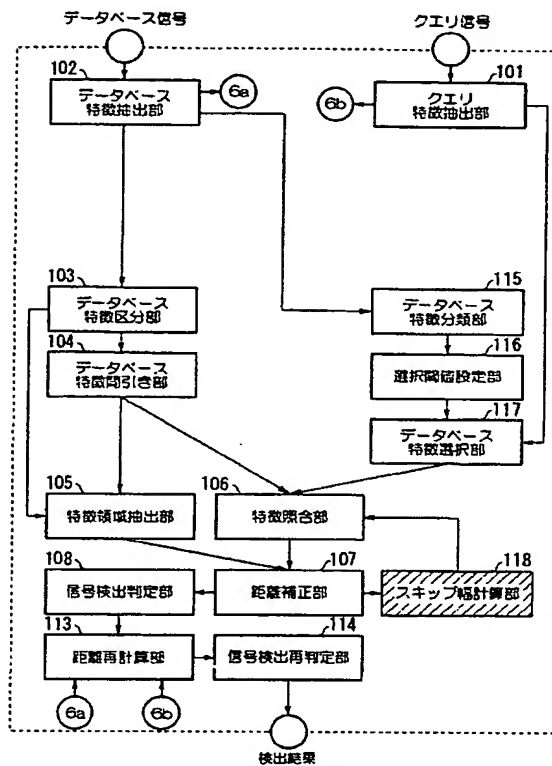 データベース信号
クエリ信号
102
データベース
特徴抽出部
6a
6b
101
クエリ
特徴抽出部
103
データベース
特徴区分部
104
データベース
特徴間引き部
115
データベース
特徴分類部
116
選択閾値設定部
117
データベース
特徴選択部
105
特徴領域抽出部
106
特徴照合部
108
信号検出判定部
107
距離補正部
118
スキップ幅計算部
113
距離再計算部
114
信号検出再判定部
6a
6b
検出結果